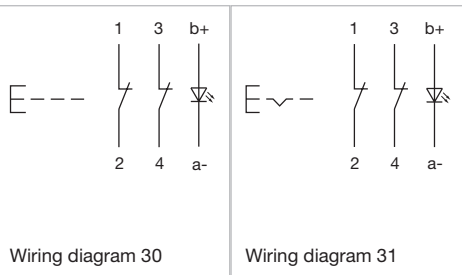 1 3 b+
2 4 a-
Wiring diagram 30
1 3 b+
2 4 a-
Wiring diagram 31